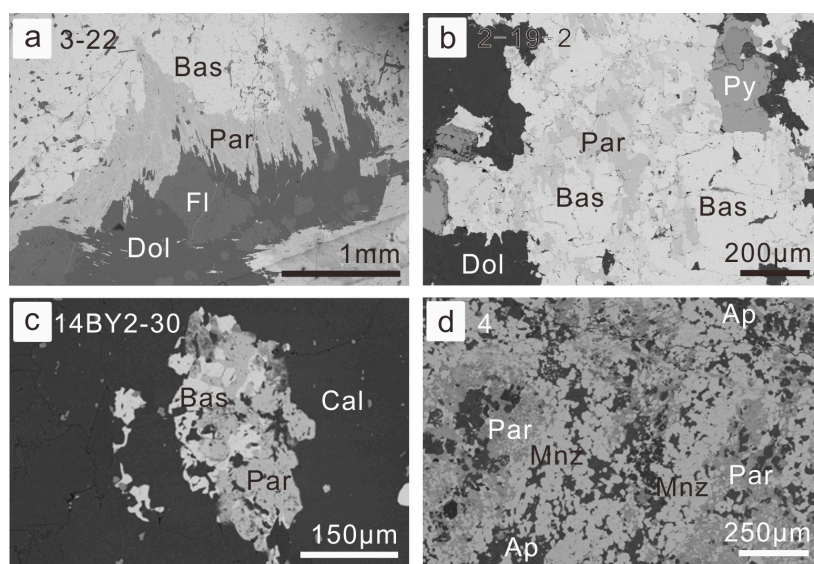 a 3-22
Bas
Par
Fl
Dol
1mm
b 2-19-2
Py
Par
Bas
Bas
Dol
200μm
c 14BY2-30
Bas
Cal
Par
150μm
d 4
Ap
Par
Mnz
Mnz
Par
Ap
250μm